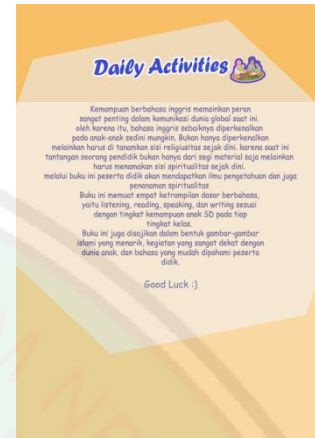 Daily Activities
Kemampuan berbahasa inggris memainkan peran
sangat penting dalam komunikasi dunia global saat ini.
oleh karena itu, bahasa inggris sebaiknya diperkenalkan
pada anak-anak sedini mungkin. Bukan hanya diperkenalkan
melainkan harus di tanamkan sisi religiusitas sejak dini. karena saat ini
tantangan seorang pendidik bukan hanya dari segi material saja melainkan
harus menamakan sisi spiritualitas sejak dini.
melalui buku ini peserta didik akan mendapatkan ilmu pengetahuan dan juga
penanaman spiritualitas
Buku ini memuat empat ketrampilan dasar berbahasa,
yaitu listening, reading, speaking, dan writing sesuai
dengan tingkat kemampuan anak SD pada tiap
tingkat kelas.
Buku ini juga disajikan dalam bentuk gambar-gambar
islami yang menarik, kegiatan yang sangat dekat dengan
dunia anak. dan bahasa yang mudah dipahami peserta
didik.
Good Luck :)